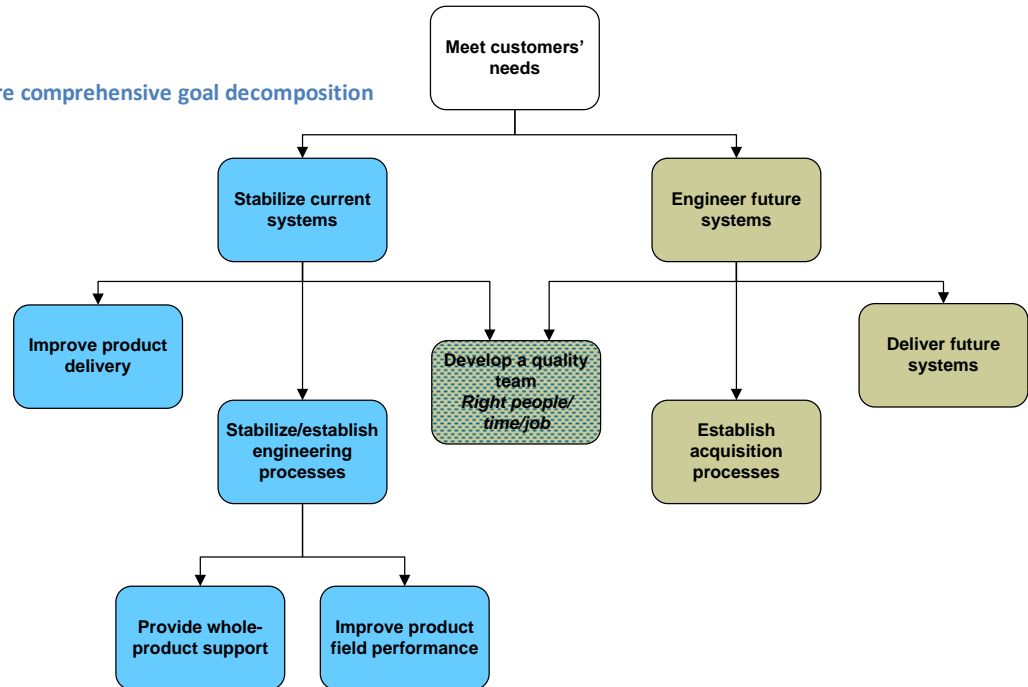 Meet customers’
needs
re comprehensive goal decomposition
Stabilize current
systems
Engineer future
systems
Improve product
delivery
Develop a quality
team
Right people/
time/job
Deliver future
systems
Stabilize/establish
engineering
processes
Establish
acquisition
processes
Provide whole-
product support
Improve product
field performance